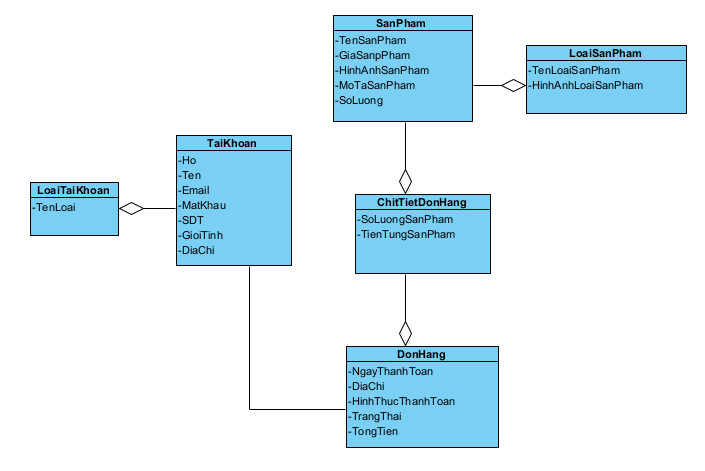 SanPham
-TenSanPham
-GiaSanpPham
-HinhAnhSanPham
-MoTaSanPham
-SoLuong
LoaiSanPham
-TenLoaiSanPham
-HinhAnhLoaiSanPham
TaiKhoan
-Ho
-Ten
-Email
-MatKhau
-SDT
-GioiTinh
-DiaChi
LoaiTaiKhoan
-TenLoai
ChitTietDonHang
-SoLuongSanPham
-TienTungSanPham
DonHang
-NgayThanhToan
-DiaChi
-HinhThucThanhToan
-TrangThai
-TongTien